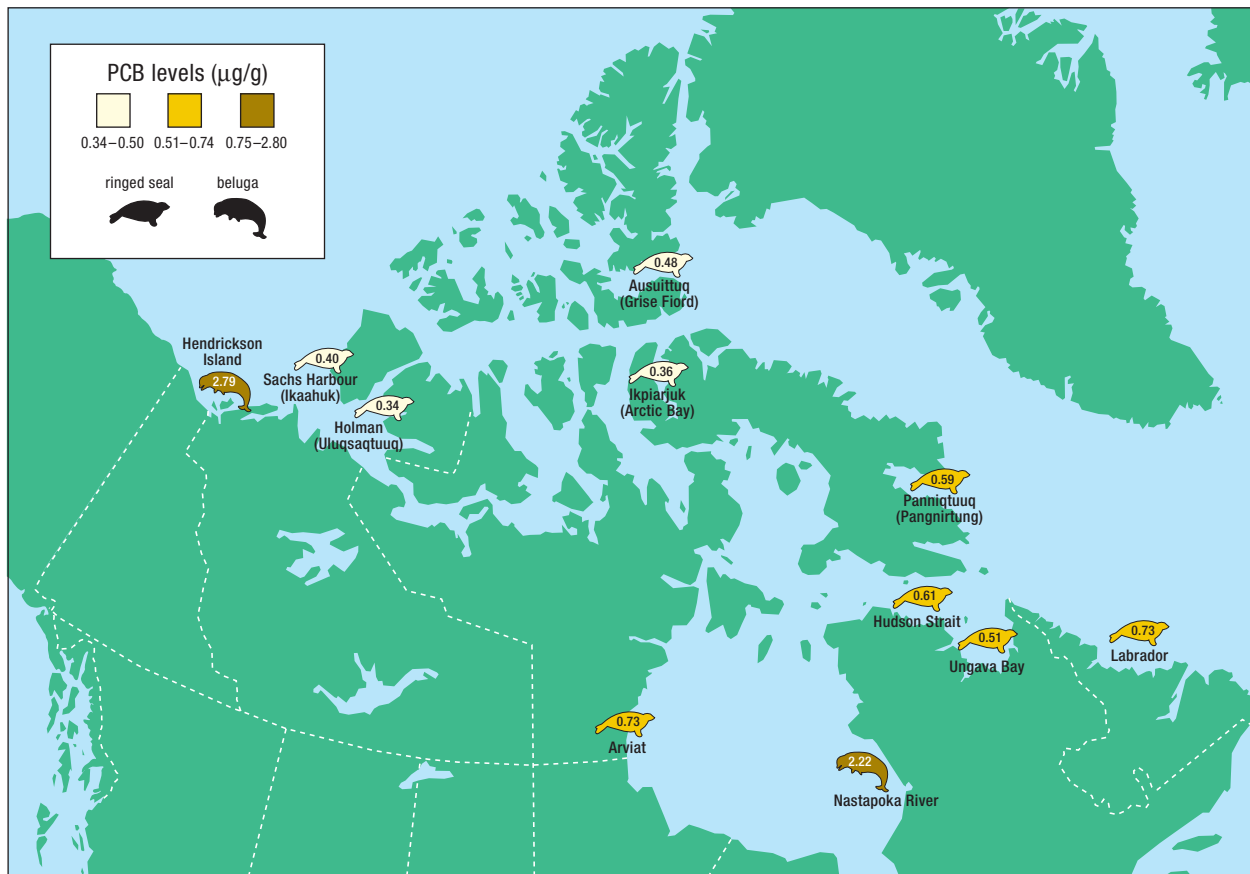 PCB levels (μg/g)
0.34–0.50 0.51–0.74 0.75–2.80
ringed seal beluga
0.48
Ausuittuq
(Grise Fiord)
Hendrickson
Island
2.79
0.40
Sachs Harbour
(Ikaahuk)
0.34
Holman
(Uluqsaqtuuq)
0.36
Ikpiarjuk
(Arctic Bay)
0.59
Panniqtuuq
(Pangnirtung)
0.61
Hudson Strait
0.51
Ungava Bay
0.73
Labrador
0.73
Arviat
2.22
Nastapoka River